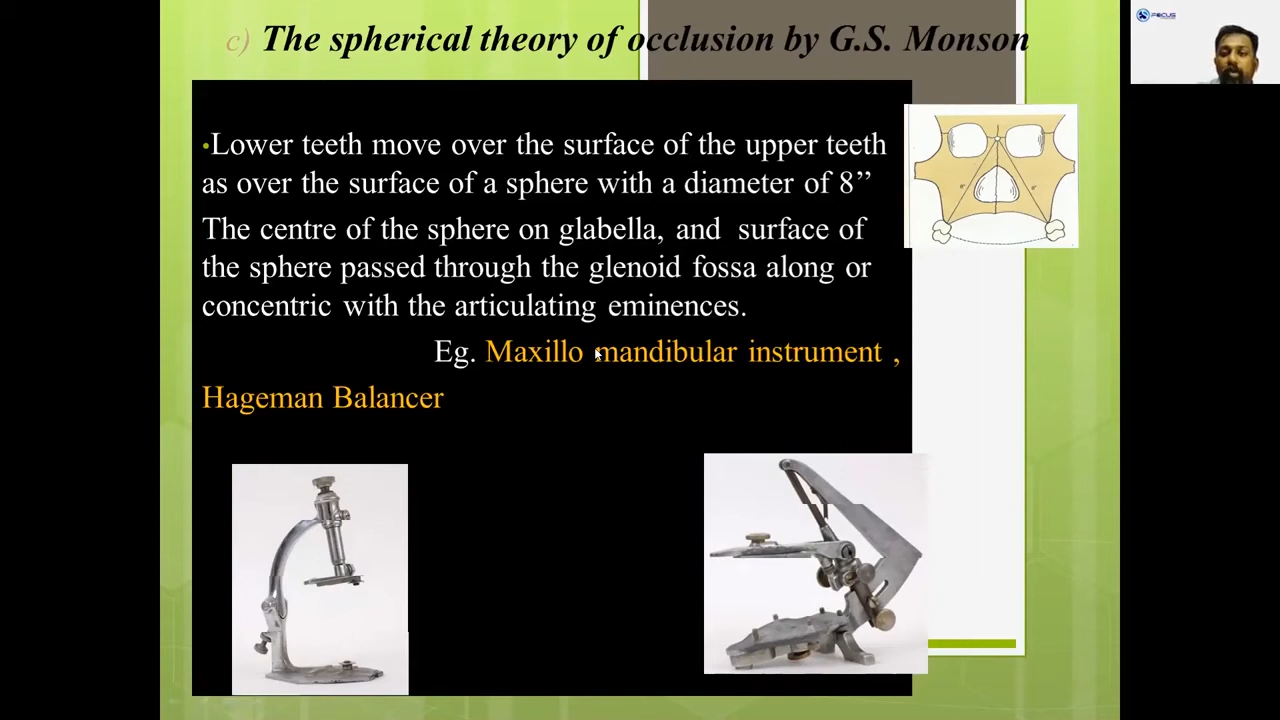 c) The spherical theory of occlusion by G.S. Monson
FOCUS
•Lower teeth move over the surface of the upper teeth
as over the surface of a sphere with a diameter of 8’’
The centre of the sphere on glabella, and surface of
the sphere passed through the glenoid fossa along or
concentric with the articulating eminences.
Eg. Maxillo mandibular instrument ,
Hageman Balancer